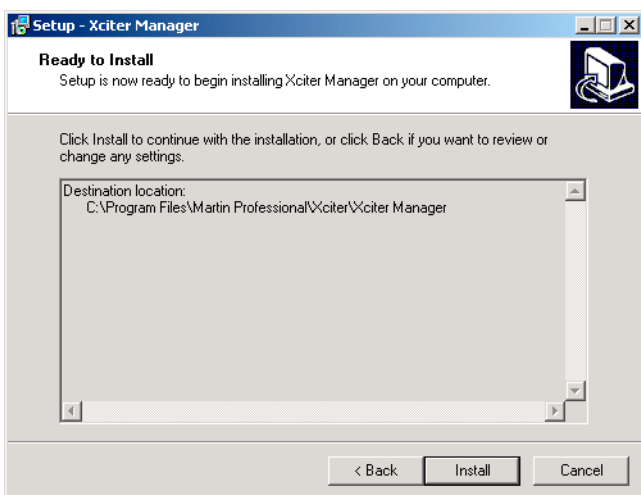 Setup - Xciter Manager
Ready to Install
Setup is now ready to begin installing Xciter Manager on your computer.
Click Install to continue with the installation, or click Back if you want to review or
change any settings.
Destination location:
C:\Program Files\Martin Professional\Xciter\Xciter Manager
< Back
Install
Cancel